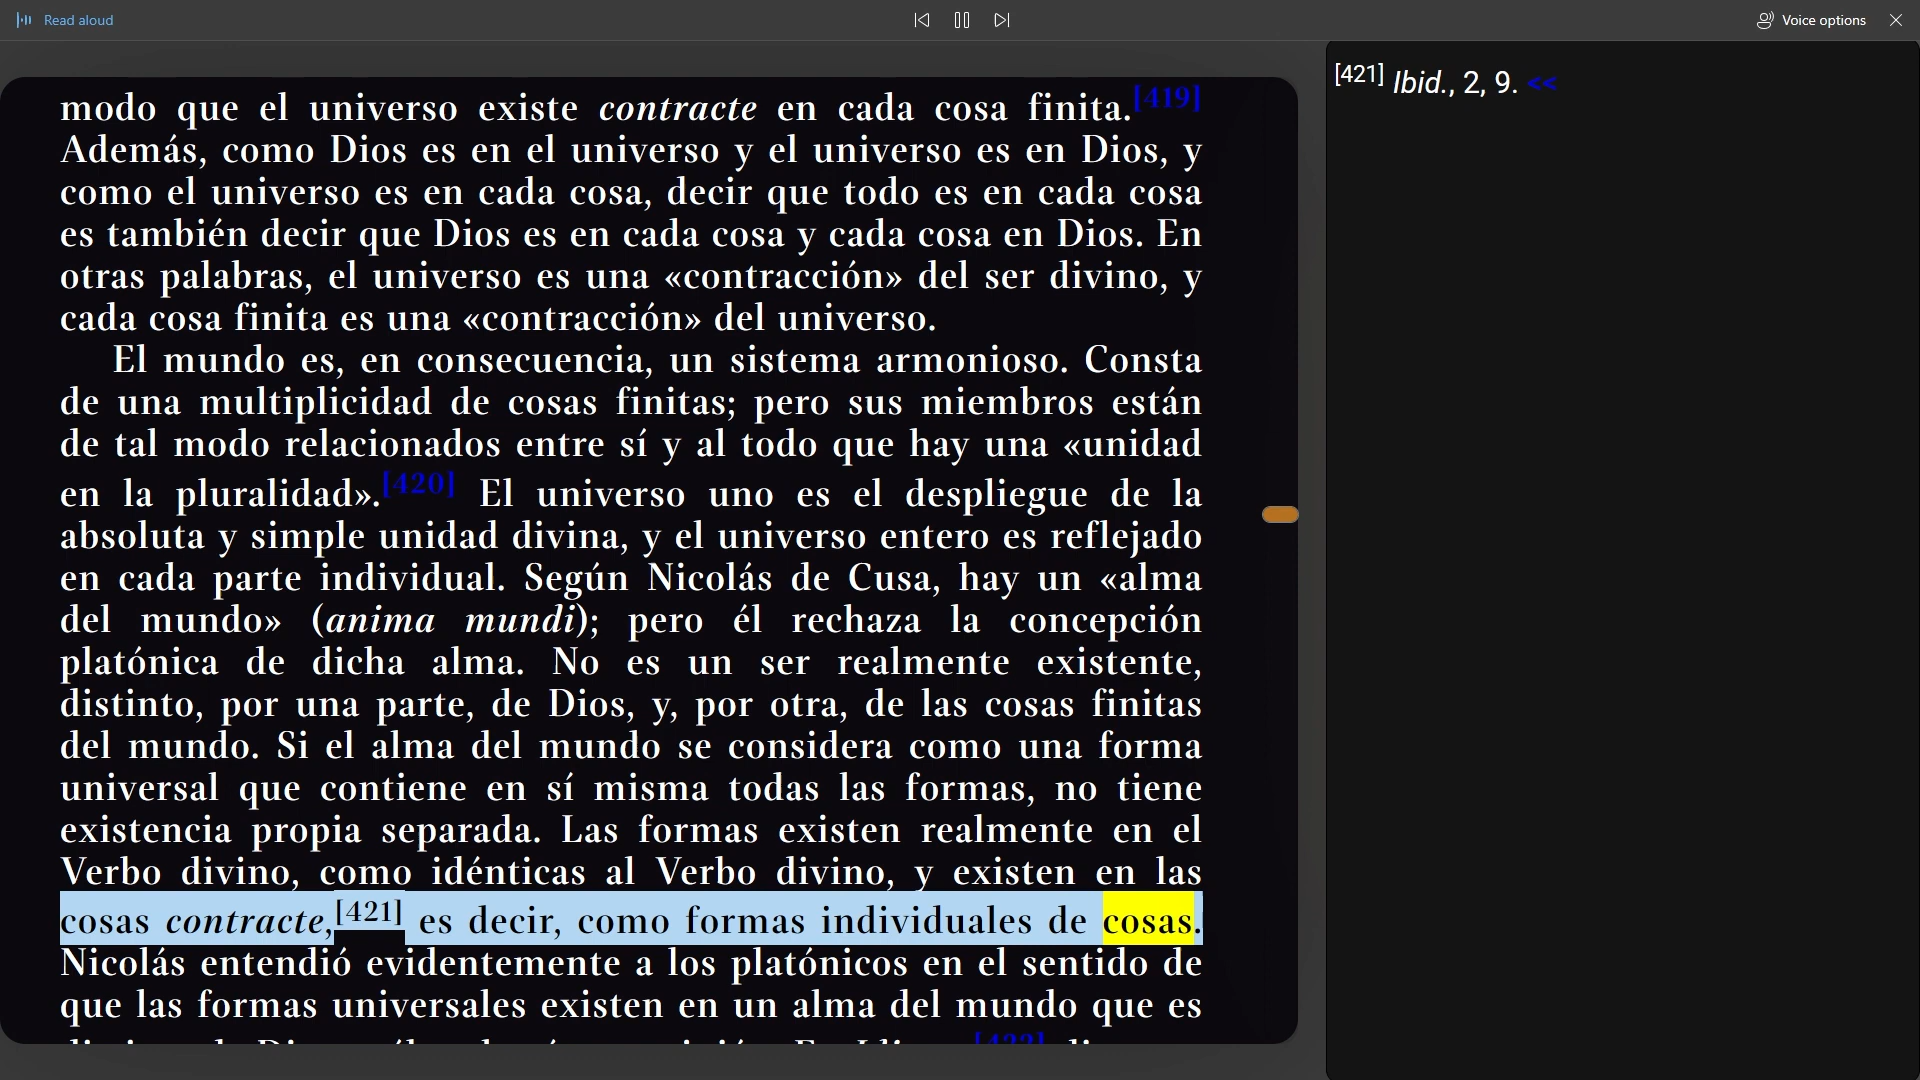 Read aloud
Voice options
modo que el universo existe contracte en cada cosa finita.[419]
Además, como Dios es en el universo y el universo es en Dios, y
como el universo es en cada cosa, decir que todo es en cada cosa
es también decir que Dios es en cada cosa y cada cosa en Dios. En
otras palabras, el universo es una «contracción» del ser divino, y
cada cosa finita es una «contracción» del universo.
El mundo es, en consecuencia, un sistema armonioso. Consta
de una multiplicidad de cosas finitas; pero sus miembros están
de tal modo relacionados entre sí y al todo que hay una «unidad
en la pluralidad».[420] El universo uno es el despliegue de la
absoluta y simple unidad divina, y el universo entero es reflejado
en cada parte individual. Según Nicolás de Cusa, hay un «alma
del mundo» (anima mundi); pero él rechaza la concepción
platónica de dicha alma. No es un ser realmente existente,
distinto, por una parte, de Dios, y, por otra, de las cosas finitas
del mundo. Si el alma del mundo se considera como una forma
universal que contiene en sí misma todas las formas, no tiene
existencia propia separada. Las formas existen realmente en el
Verbo divino, como idénticas al Verbo divino, y existen en las
cosas contracte,[421] es decir, como formas individuales de cosas.
Nicolás entendió evidentemente a los platónicos en el sentido de
que las formas universales existen en un alma del mundo que es
[421] Ibid., 2, 9. <<